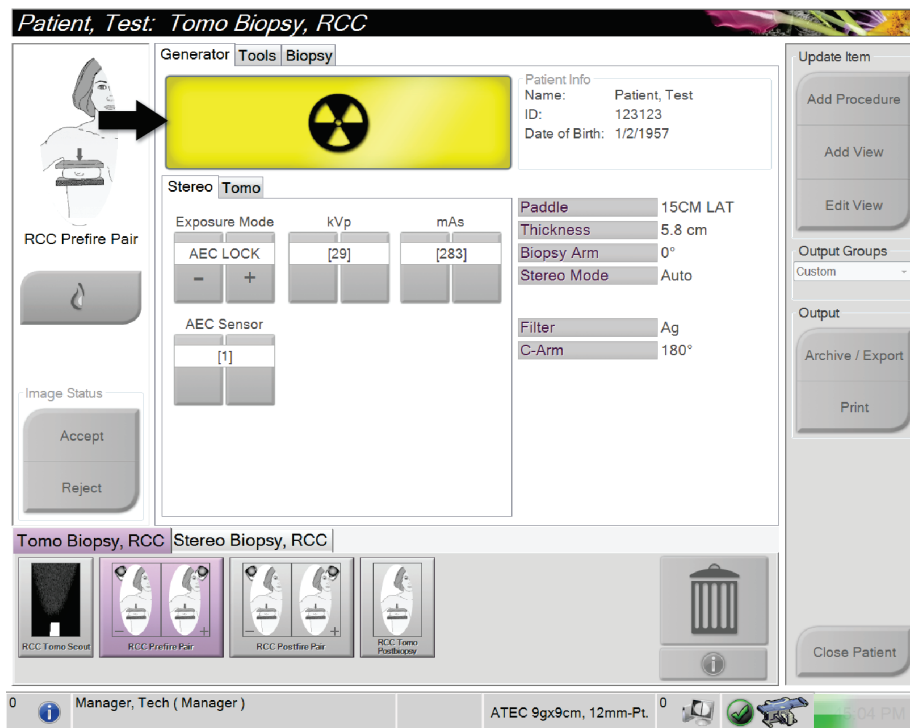 Patient, Test: Tomo Biopsy, RCC
Generator Tools Biopsy
Patient Info
Name: Patient, Test
ID: 123123
Date of Birth: 1/2/1957
RCC Prefire Pair
Image Status
Accept
Reject
Stereo Tomo
Exposure Mode kVp mAs
AEC LOCK [29] [283]
- +
AEC Sensor
[1]
Paddle 15CM LAT
Thickness 5.8 cm
Biopsy Arm 0°
Stereo Mode Auto
Filter Ag
C-Arm 180°
Update Item
Add Procedure
Add View
Edit View
Output Groups
Custom
Output
Archive / Export
Print
Close Patient
Tomo Biopsy, RCC Stereo Biopsy, RCC
RCC Tomo Scout
- +
RCC Prefire Pair
- +
RCC Postfire Pair
RCC Tomo
Postbiopsy
0 Manager, Tech ( Manager ) ATEC 9gx9cm, 12mm-Pt. 0 5:04 PM